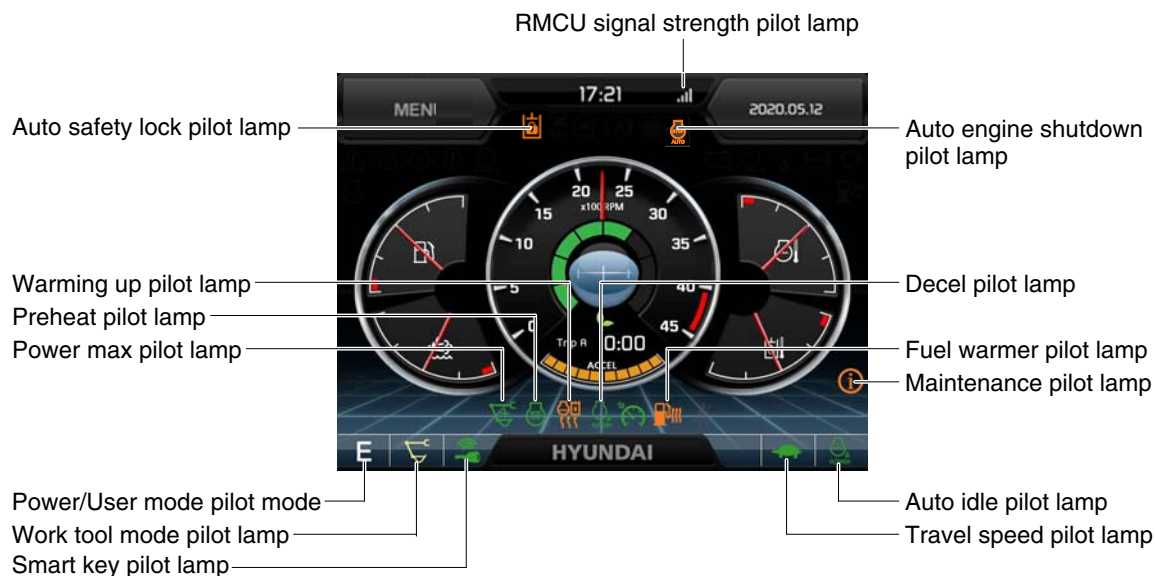 RMCU signal strength pilot lamp
MENU
17:21
2020.05.12
Auto safety lock pilot lamp
AUTO
Auto engine shutdown
pilot lamp
0
5
10
15
20
25
30
35
40
45
x100RPM
Warming up pilot lamp
Preheat pilot lamp
Power max pilot lamp
Decel pilot lamp
Fuel warmer pilot lamp
Maintenance pilot lamp
Trip A 0:00
ACCEL
E
HYUNDAI
Power/User mode pilot mode
Work tool mode pilot lamp
Smart key pilot lamp
Auto idle pilot lamp
Travel speed pilot lamp